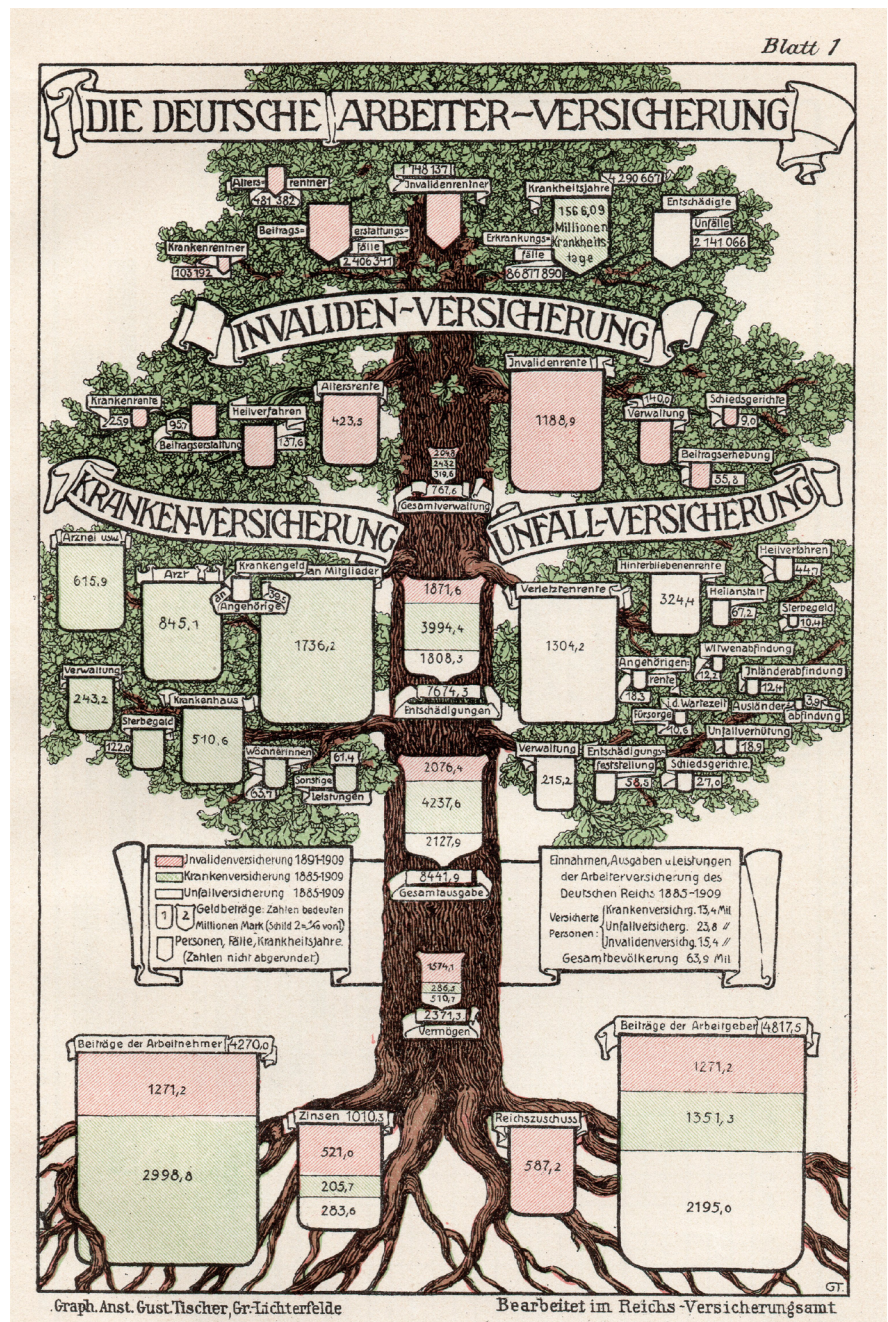 Blatt 1
DIE DEUTSCHE ARBEITER-VERSICHERUNG
Alters= rentner
481 382
1 748 137
Invalidenrentner
Krankheitsjahre
4 290 667
156 6,09
Millionen
Krankheits
tage
Entschädigte
Unfälle
2 141 066
Beitrags= erstattungs=
fälle
2 406 341
Erkrankungs=
fälle
86 877 890
Krankenrentner
103 192
INVALIDEN-VERSICHERUNG
Krankenrente
25,9
95,7
Beitragserstattung
Heilverfahren
137,6
Altersrente
423,5
Invalidenrente
1188,9
140,0
Verwaltung
Schiedsgerichte
9,0
Beitragserhebung
55,8
204,8
243,2
319,6
767,6
Gesamtverwaltung
KRANKEN-VERSICHERUNG
UNFALL-VERSICHERUNG
Arznei usw.
615,9
Arzt
845,1
Krankengeld
an Mitglieder
an
Angehörige
39,5
1736,2
Verwaltung
243,2
Krankenhaus
510,6
Sterbegeld
122,0
Wöchnerinnen
63,7
61,4
Sonstige
Leistungen
1871,6
3994,4
1808,3
7674,3
Entschädigungen
Verletztenrente
1304,2
Hinterbliebenenrente
324,4
Heilverfahren
44,7
Heilanstalt
67,2
Sterbegeld
10,4
Witwenabfindung
12,2
Angehörigen:
rente
18,3
Inländerabfindung
12,4
Fürsorge
i.d. Wartezeit
10,6
Ausländer
abfindung
3,9
Unfallverhütung
18,9
Verwaltung
215,2
Entschädigungs=
feststellung
58,5
Schiedsgerichte
27,0
2076,4
4237,6
2127,9
8441,9
Gesamtausgabe
Invalidenversicherung 1891-1909
Krankenversicherung 1885-1909
Unfallversicherung 1885-1909
1 2 Geldbeträge: Zahlen bedeuten
Millionen Mark (Schild 2= von 1)
Personen, Fälle, Krankheitsjahre.
(Zahlen nicht abgerundet)
Einnahmen, Ausgaben u. Leistungen
der Arbeiterversicherung des
Deutschen Reichs 1885-1909
Versicherte
Personen:
Krankenversichrg. 13,4 Mil
Unfallversicherg. 23,8 //
Invalidenversichg. 15,4 //
Gesamtbevölkerung 63,9 Mil
1574,1
286,5
510,7
2371,3
Vermögen
Beiträge der Arbeitnehmer 4270,0
1271,2
2998,8
Zinsen 1010,3
521,0
205,7
283,6
Reichszuschuss
587,2
Beiträge der Arbeitgeber 4817,5
1271,2
1351,3
2195,0
GT.
Graph. Anst. Gust. Tischer, Gr-Lichterfelde
Bearbeitet im Reichs-Versicherungsamt